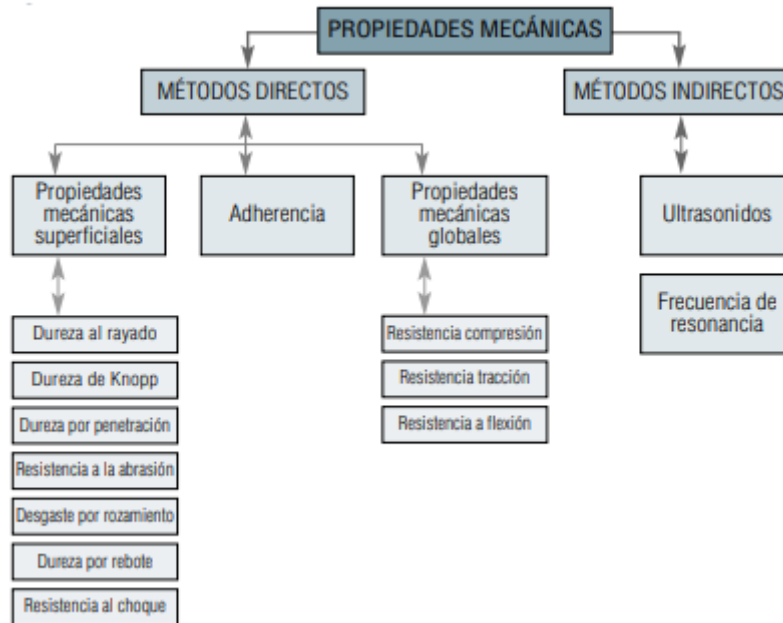 PROPIEDADES MECÁNICAS
MÉTODOS DIRECTOS
MÉTODOS INDIRECTOS
Propiedades
mecánicas
superficiales
Adherencia
Propiedades
mecánicas
globales
Ultrasonidos
Frecuencia de
resonancia
Dureza al rayado
Dureza de Knopp
Dureza por penetración
Resistencia a la abrasión
Desgaste por rozamiento
Dureza por rebote
Resistencia al choque
Resistencia compresión
Resistencia tracción
Resistencia a flexión